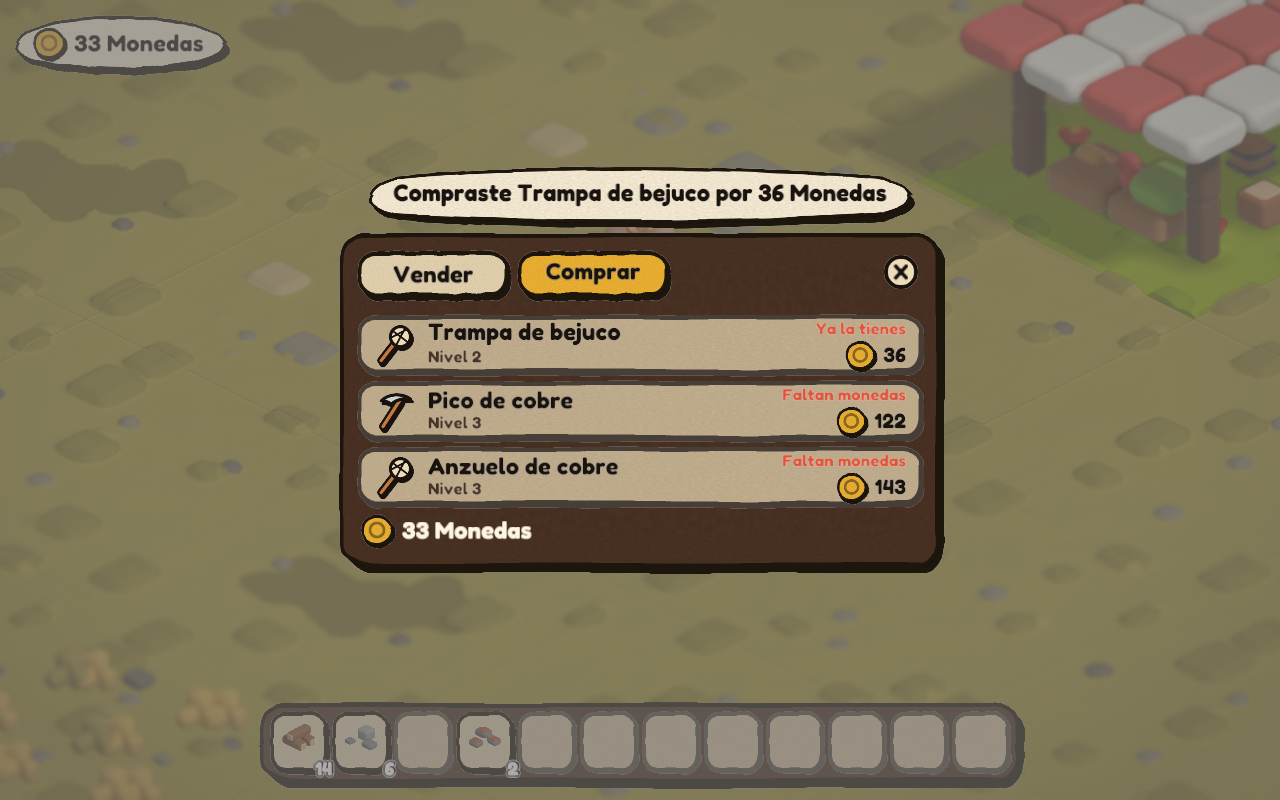 33 Monedas
Compraste Trampa de bejuco por 36 Monedas
Vender
Comprar
Trampa de bejuco
Nivel 2
Ya la tienes
36
Pico de cobre
Nivel 3
Faltan monedas
122
Anzuelo de cobre
Nivel 3
Faltan monedas
143
33 Monedas
14
6
2